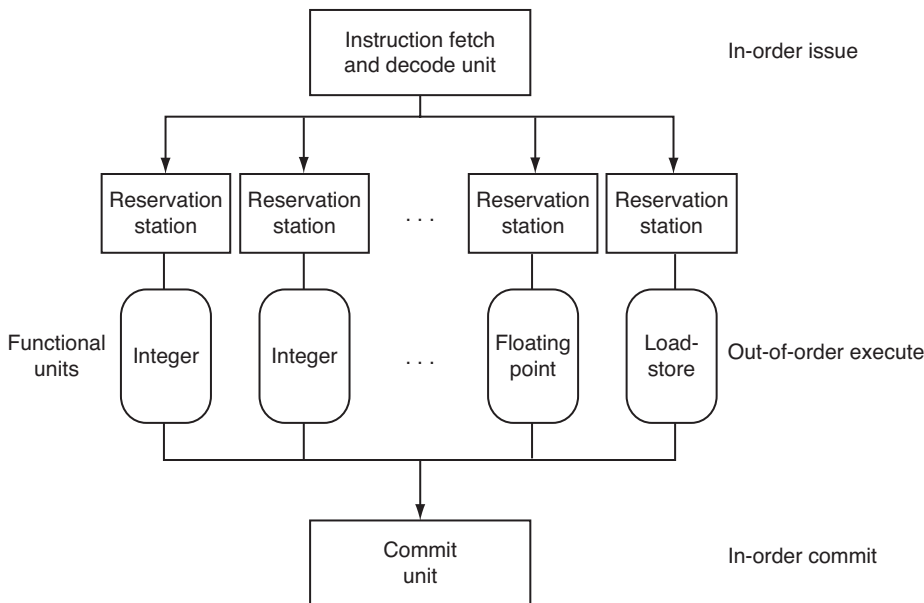 Instruction fetch
and decode unit
In-order issue
Reservation
station
Reservation
station
. . .
Reservation
station
Reservation
station
Functional
units
Integer
Integer
. . .
Floating
point
Load-
store
Out-of-order execute
Commit
unit
In-order commit